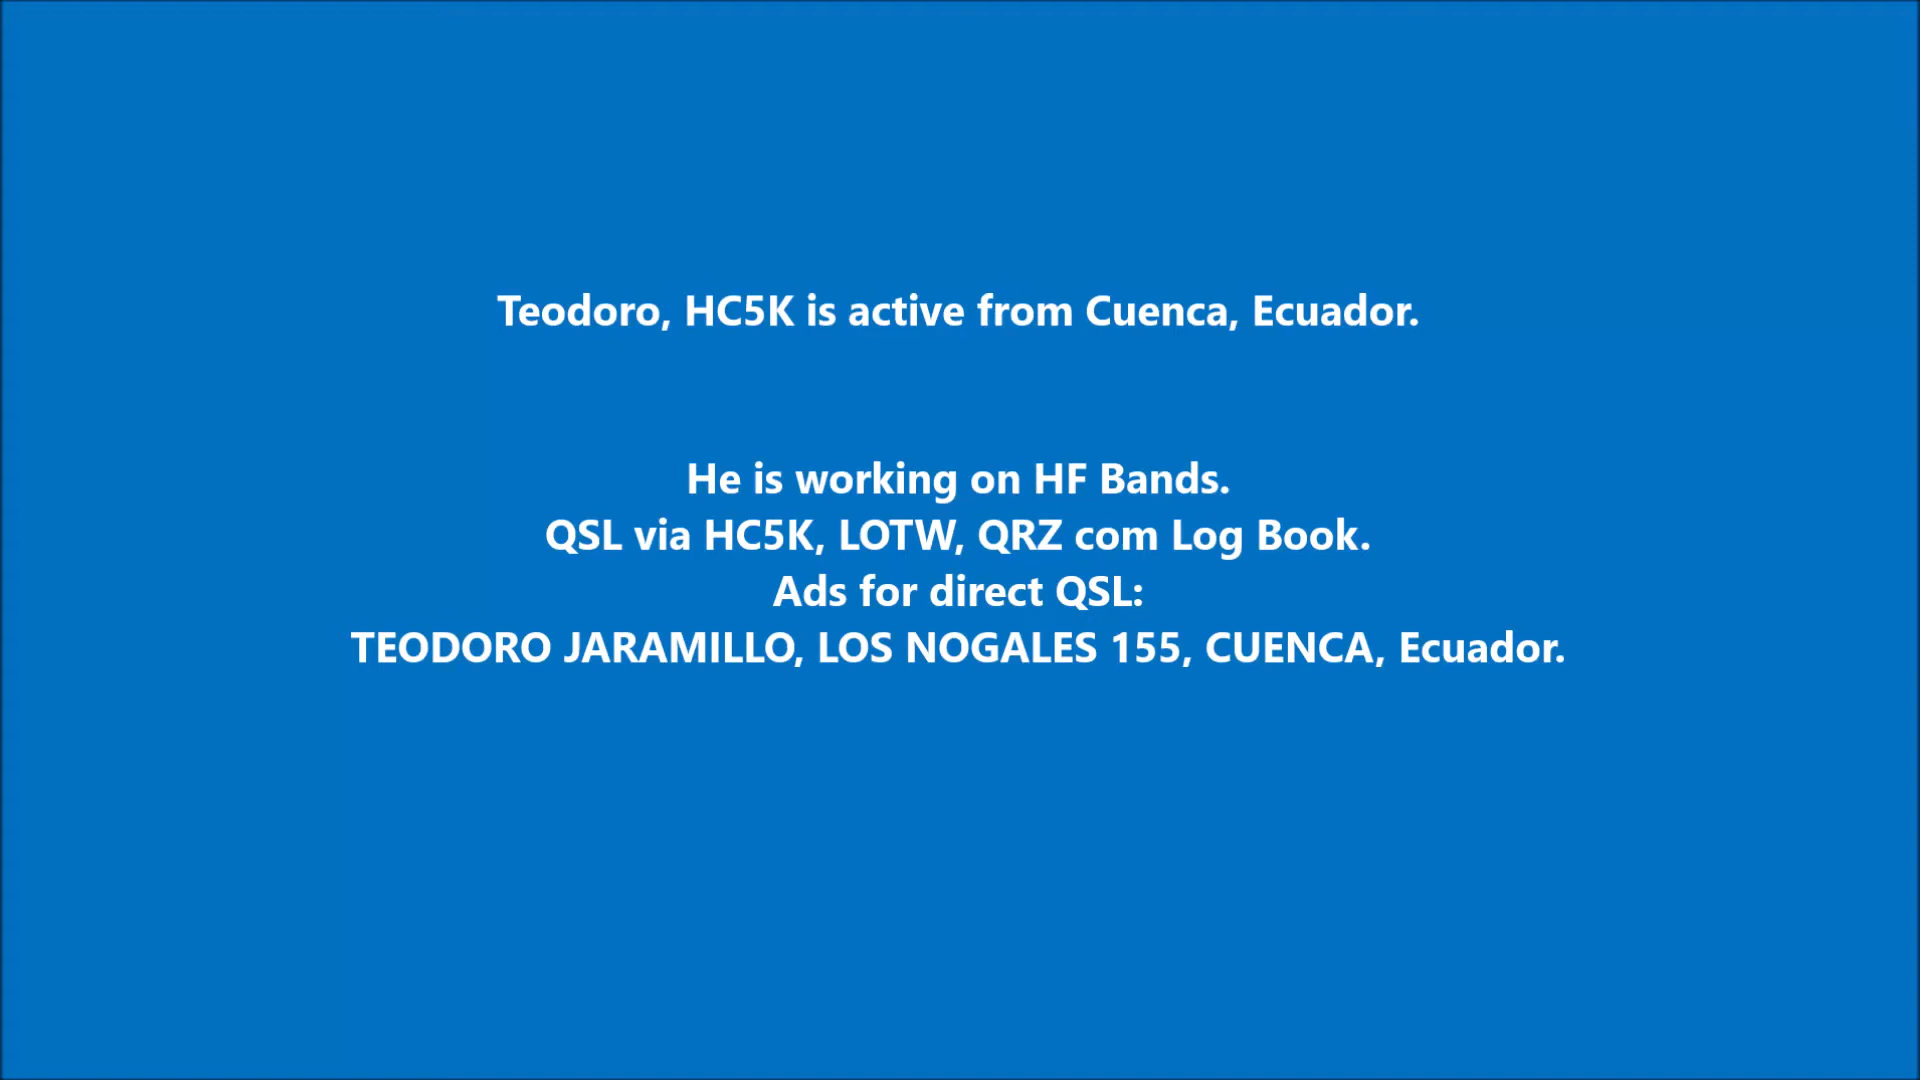 Teodoro, HC5K is active from Cuenca, Ecuador.
He is working on HF Bands.
QSL via HC5K, LOTW, QRZ com Log Book.
Ads for direct QSL:
TEODORO JARAMILLO, LOS NOGALES 155, CUENCA, Ecuador.